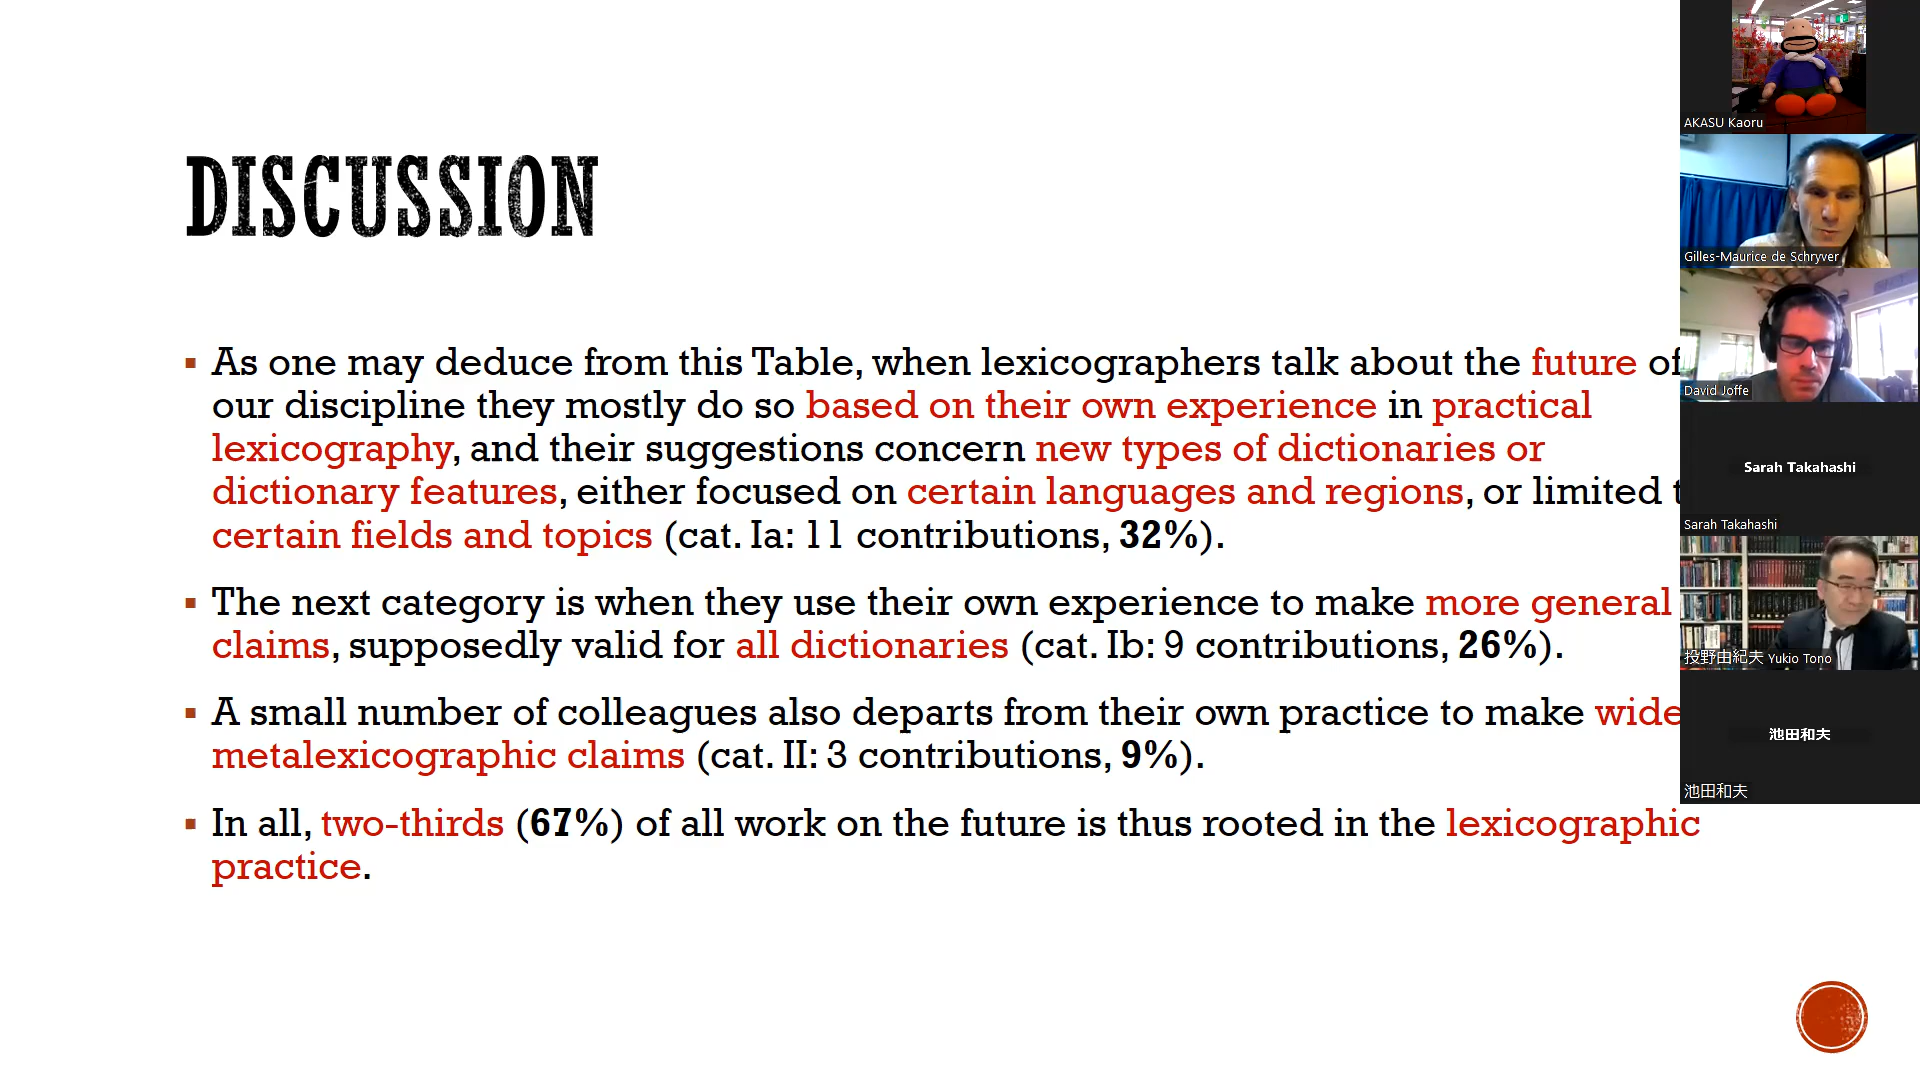 DISCUSSION
▪ As one may deduce from this Table, when lexicographers talk about the future of
our discipline they mostly do so based on their own experience in practical
lexicography, and their suggestions concern new types of dictionaries or
dictionary features, either focused on certain languages and regions, or limited
certain fields and topics (cat. Ia: 11 contributions, 32%).
▪ The next category is when they use their own experience to make more general
claims, supposedly valid for all dictionaries (cat. Ib: 9 contributions, 26%).
▪ A small number of colleagues also departs from their own practice to make wide
metalexicographic claims (cat. II: 3 contributions, 9%).
▪ In all, two-thirds (67%) of all work on the future is thus rooted in the lexicographic
practice.
AKASU Kaoru
Gilles-Maurice de Schryver
David Joffe
Sarah Takahashi
Sarah Takahashi
投野由紀夫 Yukio Tono
池田和夫
池田和夫